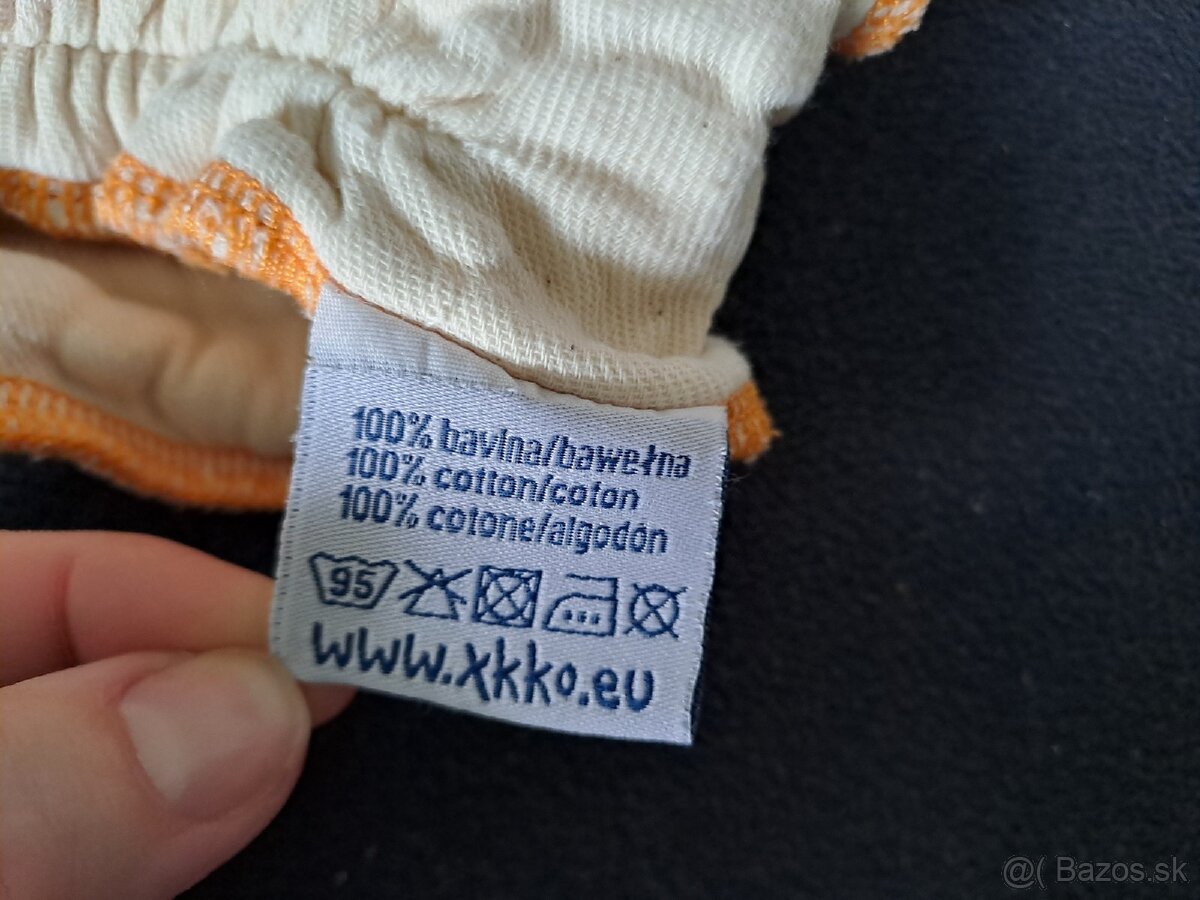 100% bavlna/bawełna
100% cotton/coton
100% cotone/algodón
95
www.xkko.eu
@( Bazos.sk